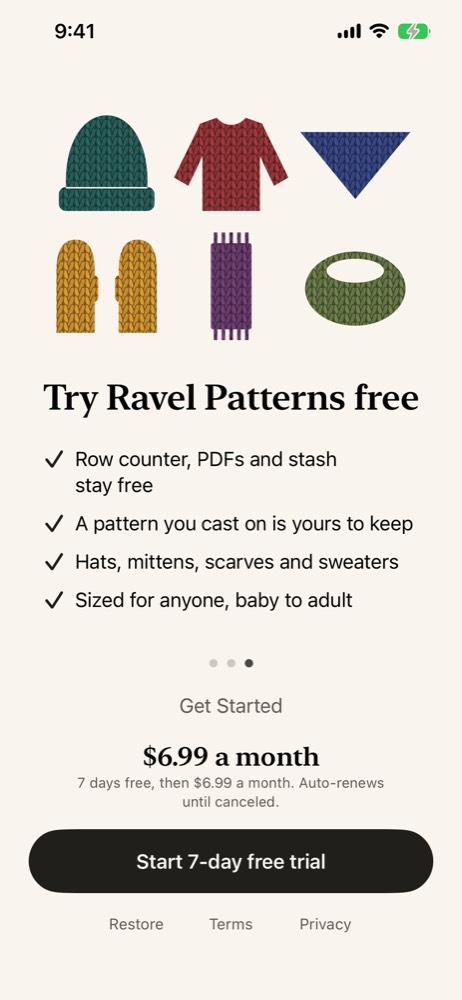 9:41
Try Ravel Patterns free
Row counter, PDFs and stash
stay free
A pattern you cast on is yours to keep
Hats, mittens, scarves and sweaters
Sized for anyone, baby to adult
Get Started
$6.99 a month
7 days free, then $6.99 a month. Auto-renews
until canceled.
Start 7-day free trial
Restore Terms Privacy